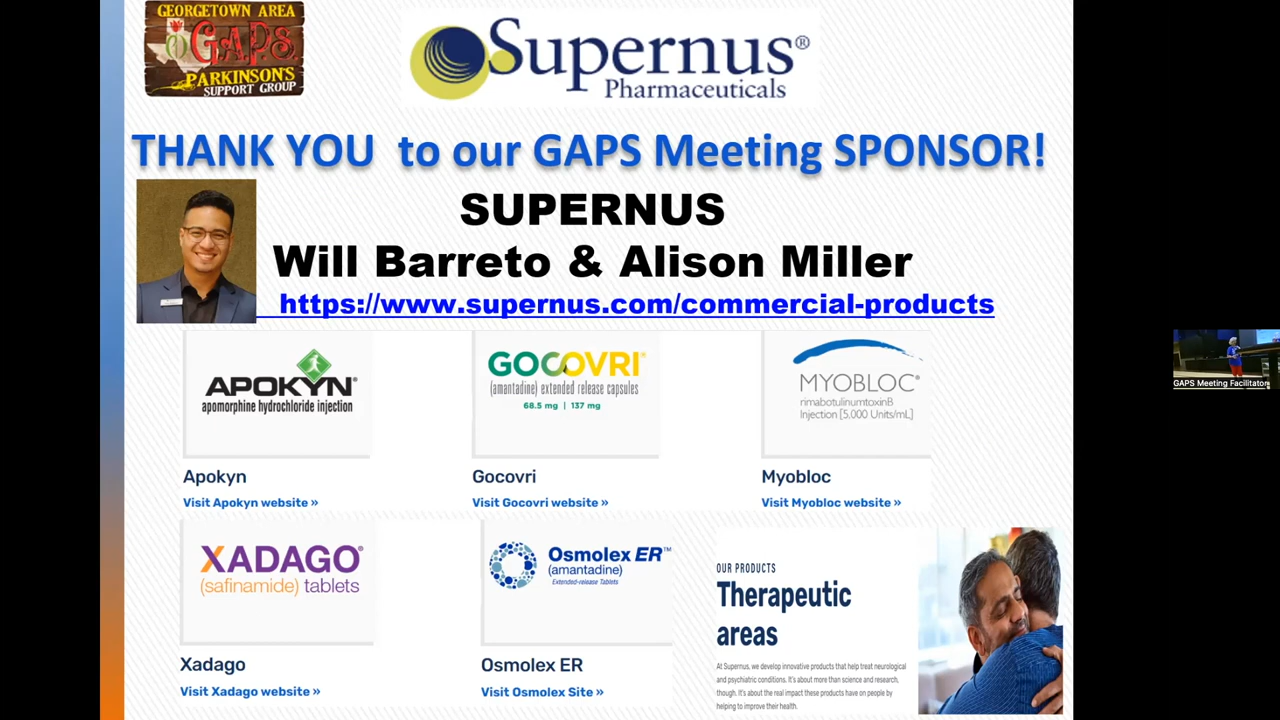 GEORGETOWN AREA
G.A.P.S.
PARKINSON'S
SUPPORT GROUP
Supernus®
Pharmaceuticals
THANK YOU to our GAPS Meeting SPONSOR!
SUPERNUS
Will Barreto & Alison Miller
https://www.supernus.com/commercial-products
APOKYN®
apomorphine hydrochloride injection
Apokyn
Visit Apokyn website »
GOCOVRI®
(amantadine) extended release capsules
68.5 mg | 137 mg
Gocovri
Visit Gocovri website »
MYOBLOC®
rimabotulinumtoxinB
Injection [5,000 Units/mL]
Myobloc
Visit Myobloc website »
GAPS Meeting Facilitators
XADAGO®
(safinamide) tablets
Xadago
Visit Xadago website »
Osmolex ER™
(amantadine)
Extended-release Tablets
Osmolex ER
Visit Osmolex Site »
OUR PRODUCTS
Therapeutic
areas
At Supernus, we develop innovative products that help treat neurological
and psychiatric conditions. It's about more than science and research,
though. It's about the real impact these products have on people by
helping to improve their health.